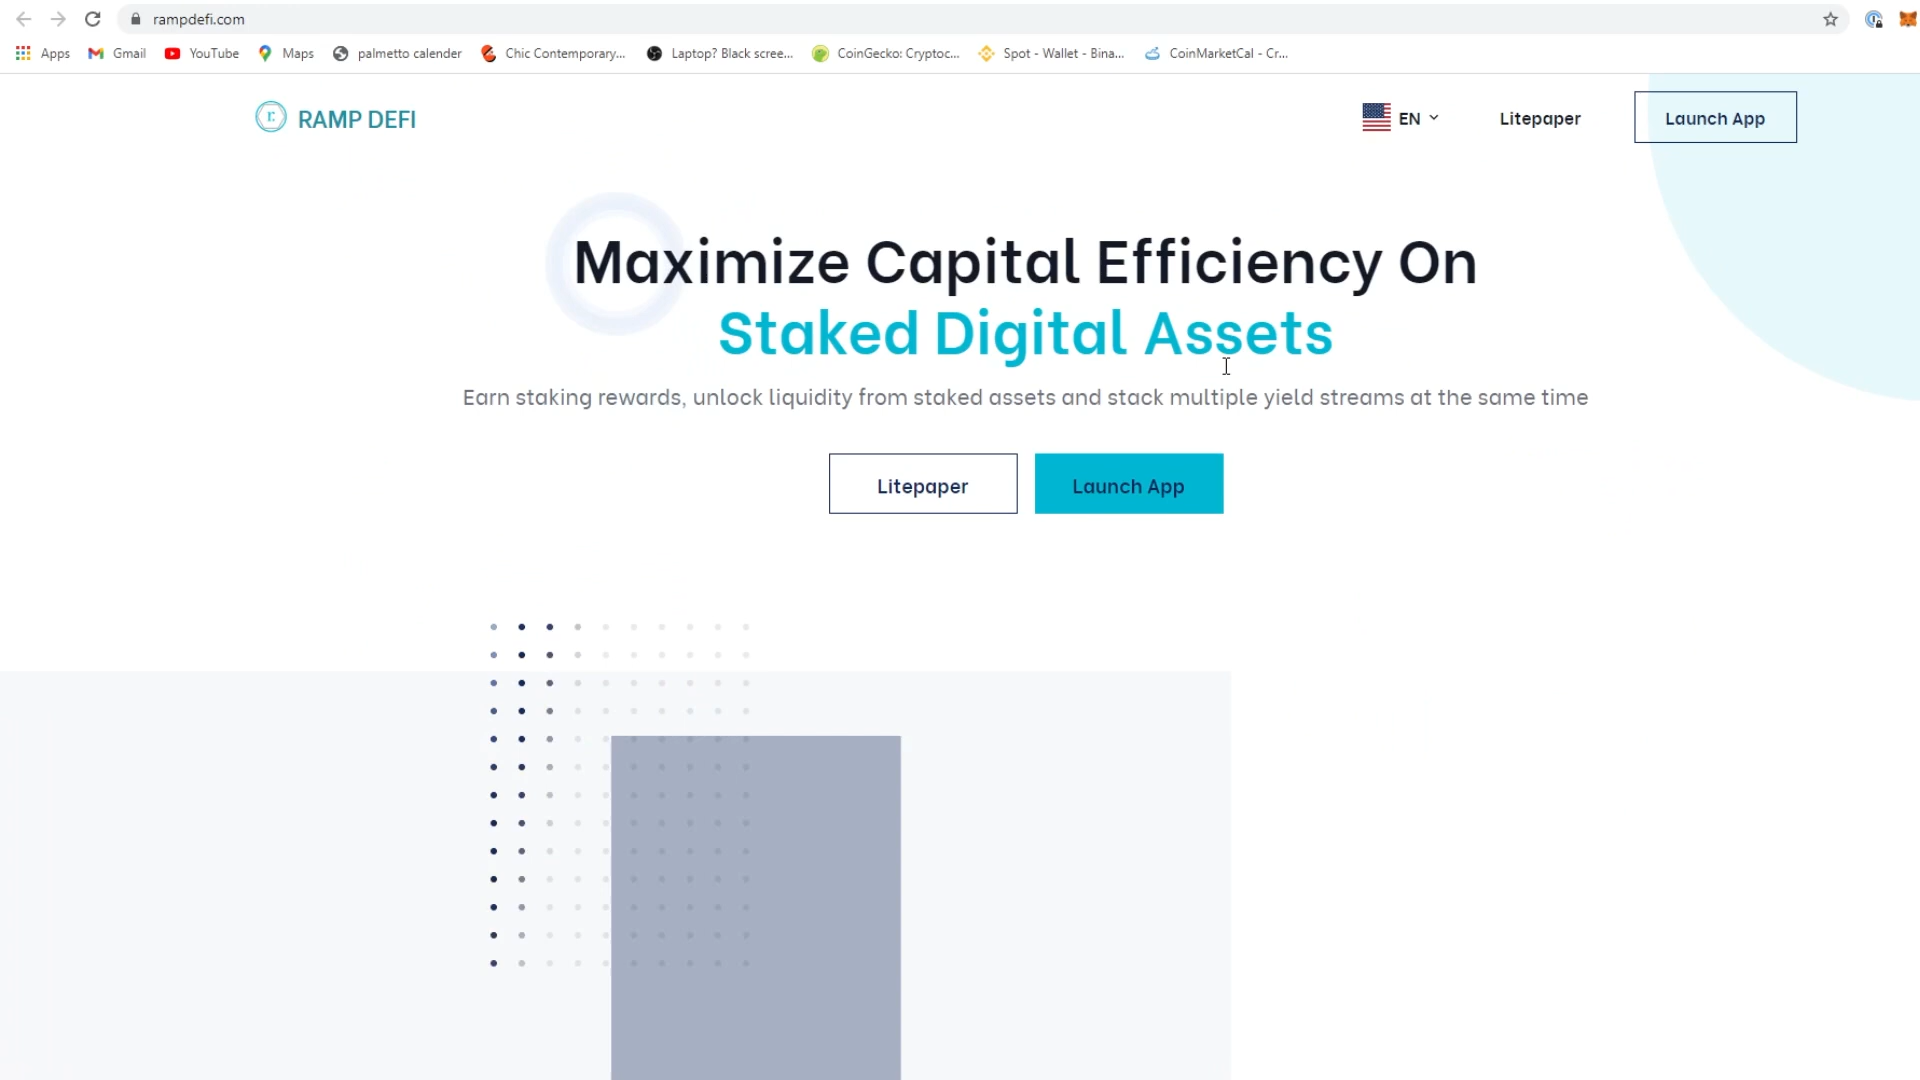 rampdefi.com
Apps Gmail YouTube Maps palmetto calender Chic Contemporary... Laptop? Black scree... CoinGecko: Cryptoc... Spot - Wallet - Bina... CoinMarketCal - Cr...
RAMP DEFI EN Litepaper Launch App
Maximize Capital Efficiency On
Staked Digital Assets
Earn staking rewards, unlock liquidity from staked assets and stack multiple yield streams at the same time
Litepaper Launch App